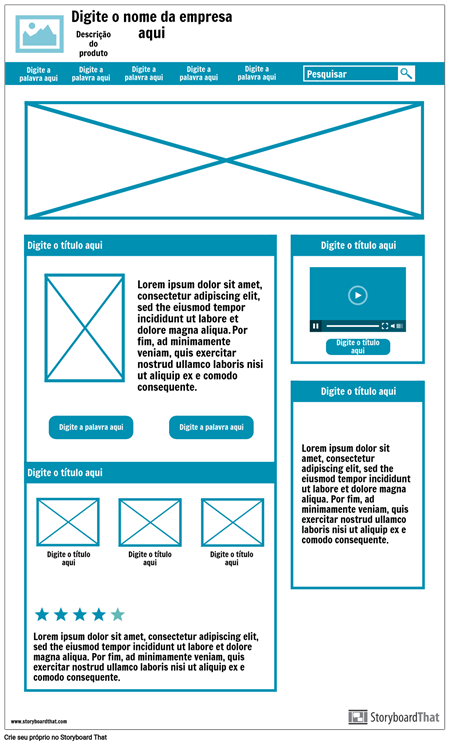 Digite o nome da empresa
aqui
Descrição
do
produto
Digite a
palavra aqui
Digite a
palavra aqui
Digite a
palavra aqui
Digite a
palavra aqui
Digite a
palavra aqui
Pesquisar
Digite o título aqui
Lorem ipsum dolor sit amet,
consectetur adipiscing elit,
sed the eiusmod tempor
incididunt ut labore et
dolore magna aliqua. Por
fim, ad minimamente
veniam, quis exercitar
nostrud ullamco laboris nisi
ut aliquip ex e comodo
consequente.
Digite a palavra aqui
Digite a palavra aqui
Digite o título aqui
Digite o título
aqui
Digite o título
aqui
Digite o título
aqui
Lorem ipsum dolor sit amet, consectetur adipiscing elit,
sed the eiusmod tempor incididunt ut labore et dolore
magna aliqua. Por fim, ad minimamente veniam, quis
exercitar nostrud ullamco laboris nisi ut aliquip ex e
comodo consequente.
Digite o título aqui
Digite o título
aqui
Digite o título aqui
Lorem ipsum dolor sit
amet, consectetur
adipiscing elit, sed the
eiusmod tempor incididunt
ut labore et dolore magna
aliqua. Por fim, ad
minimamente veniam, quis
exercitar nostrud ullamco
laboris nisi ut aliquip ex e
comodo consequente.
www.storyboardthat.com
StoryboardThat
Crie seu próprio no Storyboard That